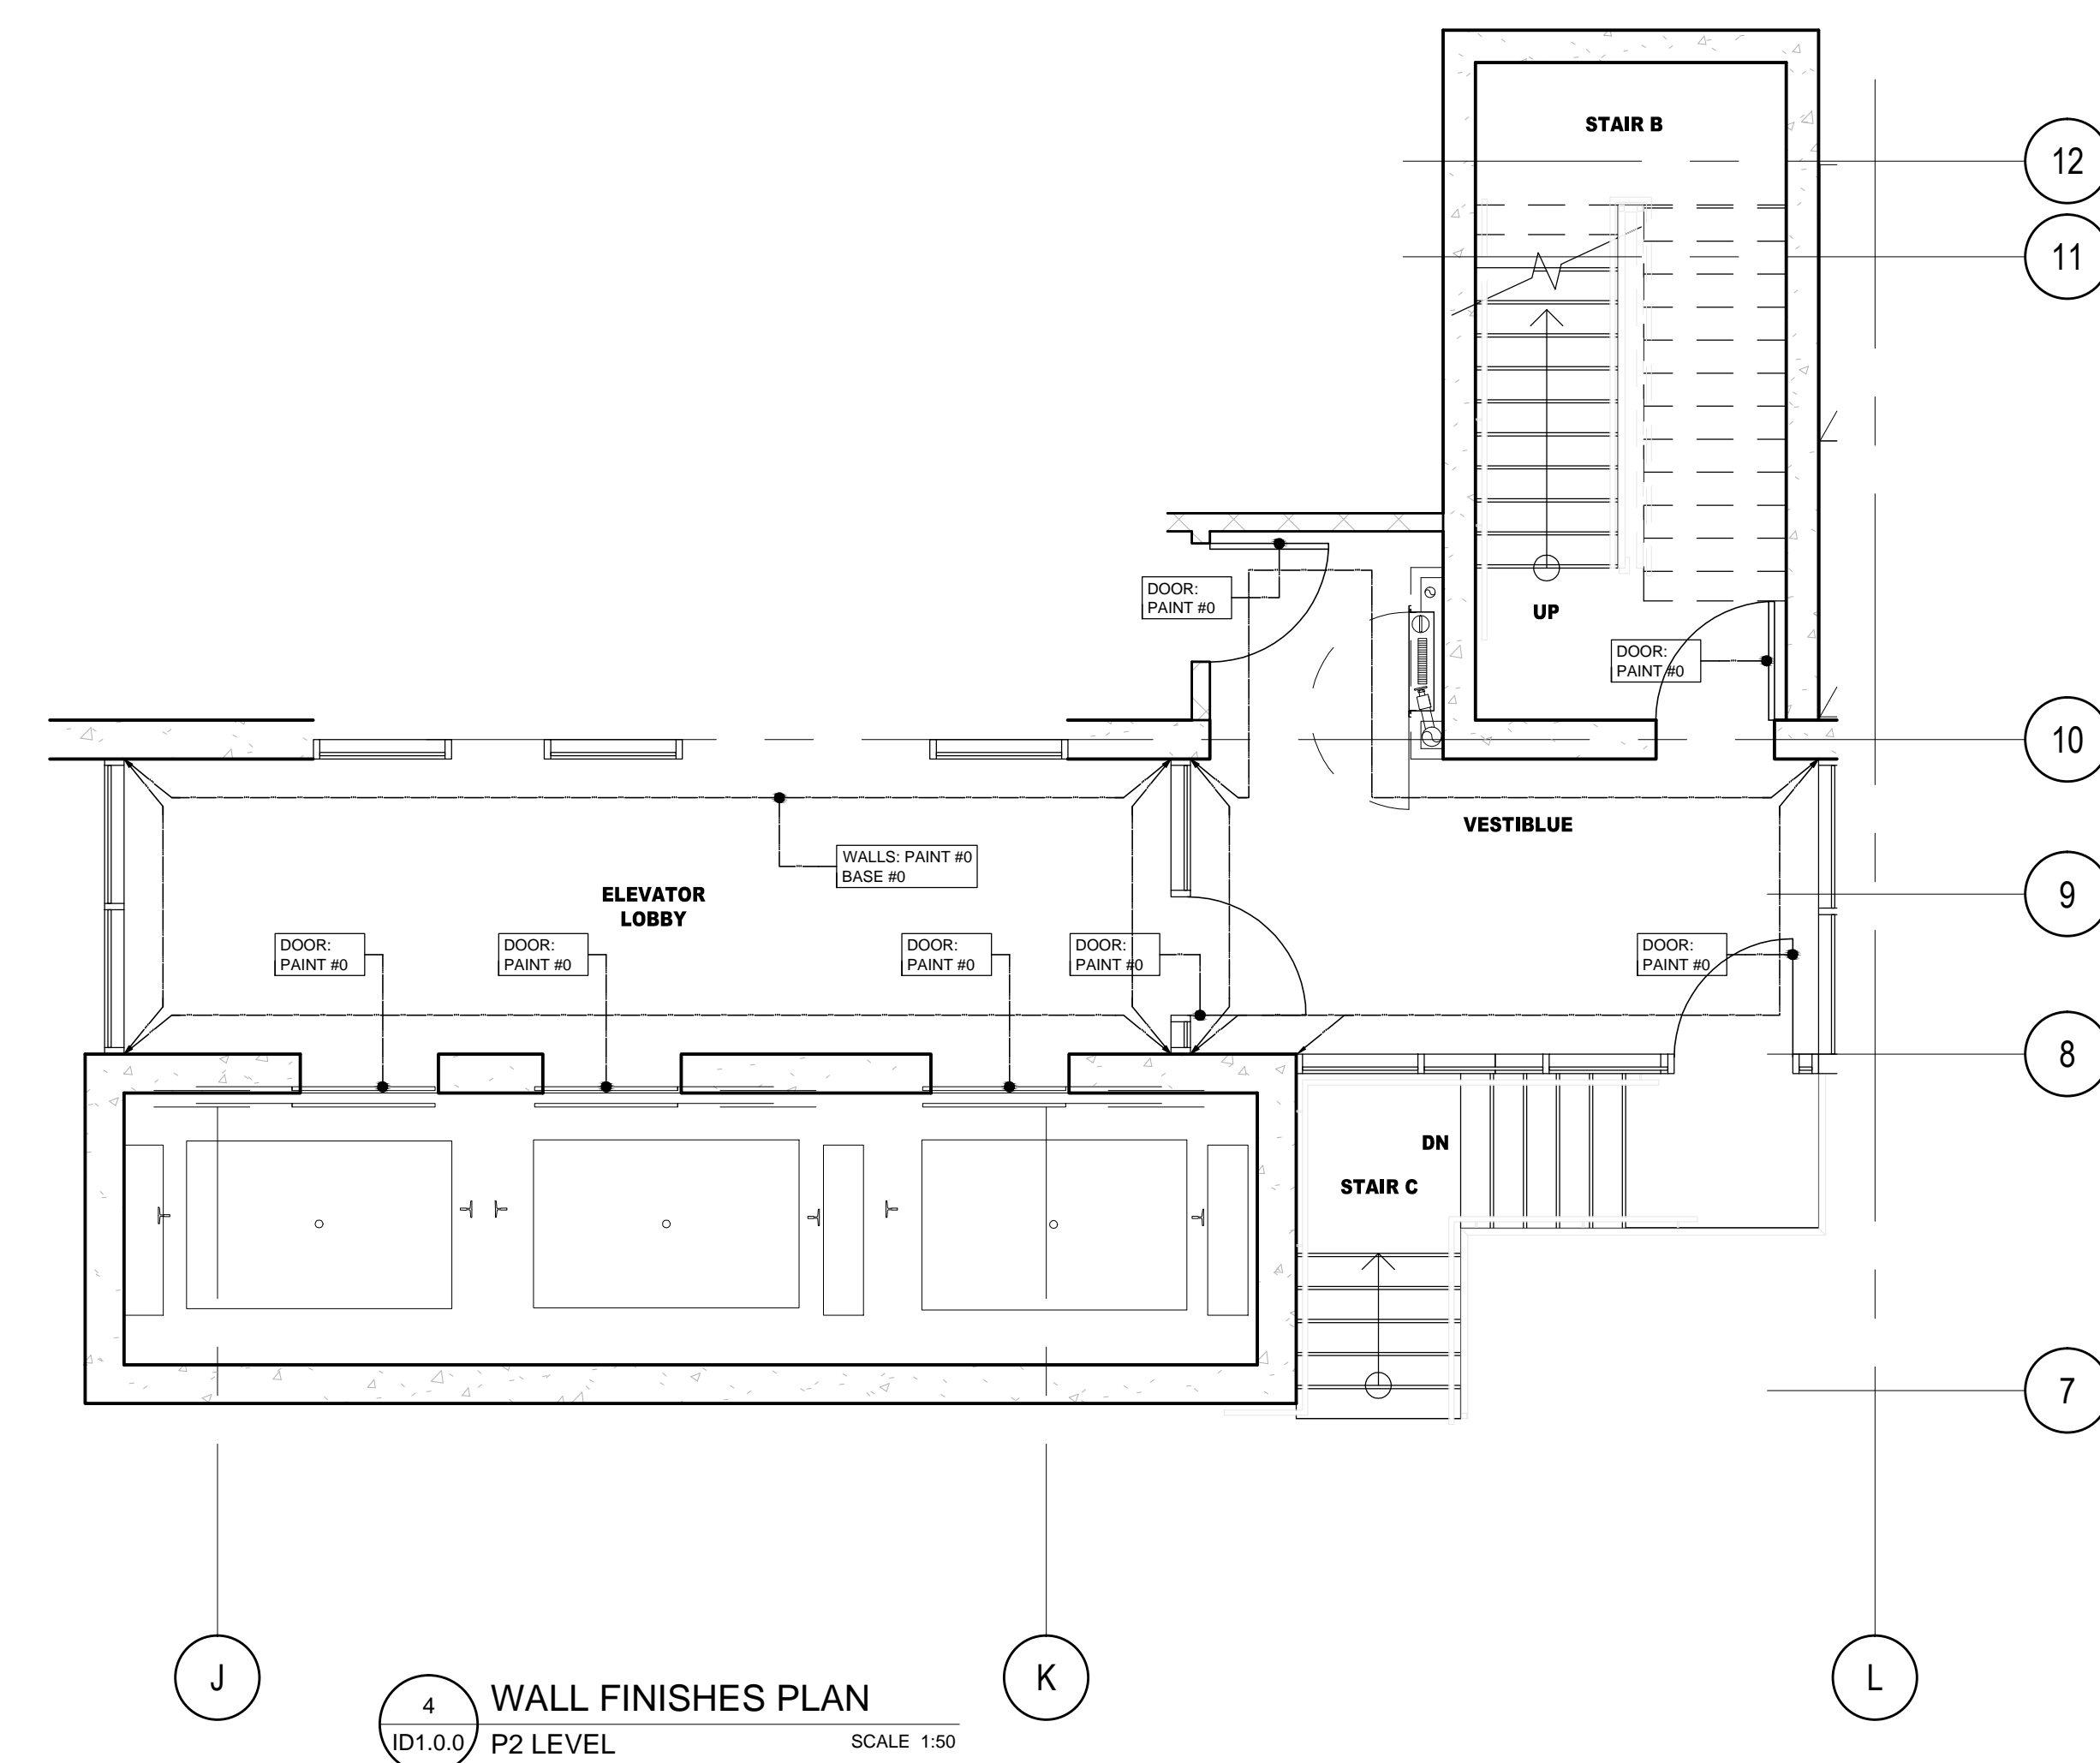 STAIR B
12
11
DOOR:
PAINT #0
UP
DOOR:
PAINT #0
10
VESTIBLUE
WALLS: PAINT #0
BASE #0
ELEVATOR
LOBBY
9
DOOR:
PAINT #0
DOOR:
PAINT #0
DOOR:
PAINT #0
DOOR:
PAINT #0
DOOR:
PAINT #0
8
DN
STAIR C
7
J
K
L
4
WALL FINISHES PLAN
ID1.0.0
P2 LEVEL
SCALE 1:50